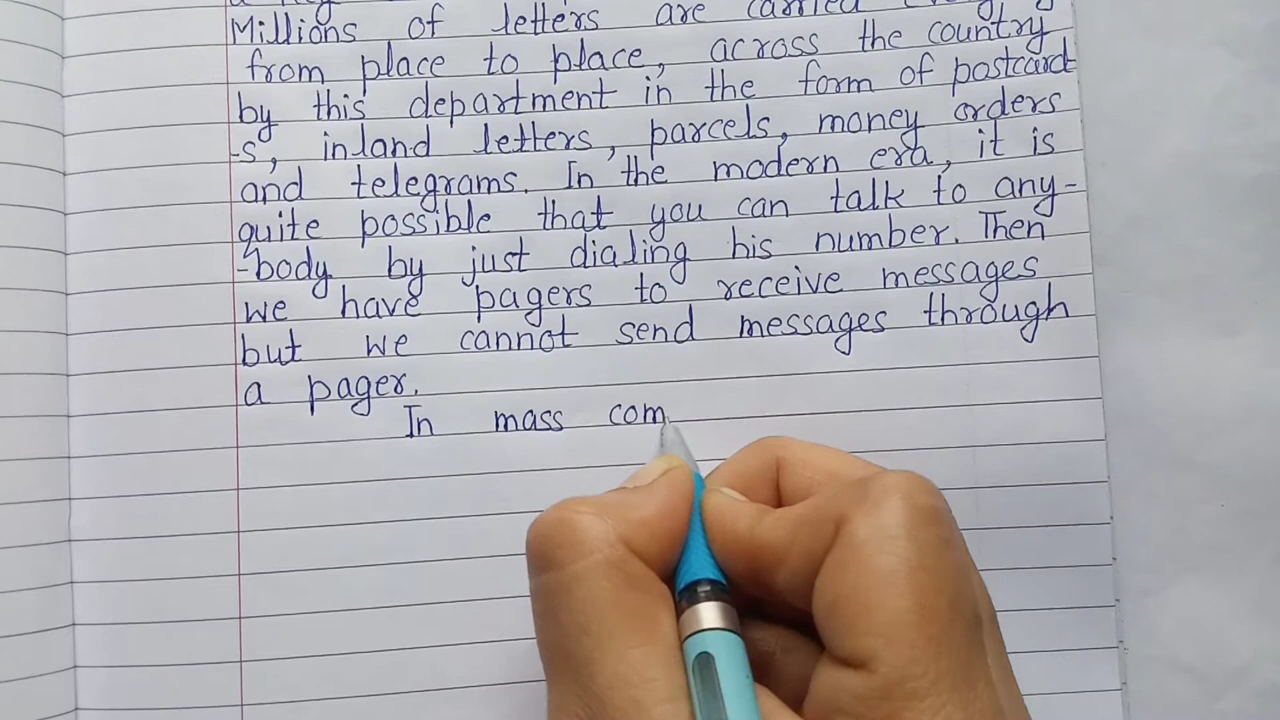 Millions of letters are carried
from place to place, across the country
by this department in the form of postcard
-s, inland letters, parcels, money orders
and telegrams. In the modern era, it is
quite possible that you can talk to any-
-body by just dialing his number. Then
we have pagers to receive messages
but we cannot send messages through
a pager.
In mass com